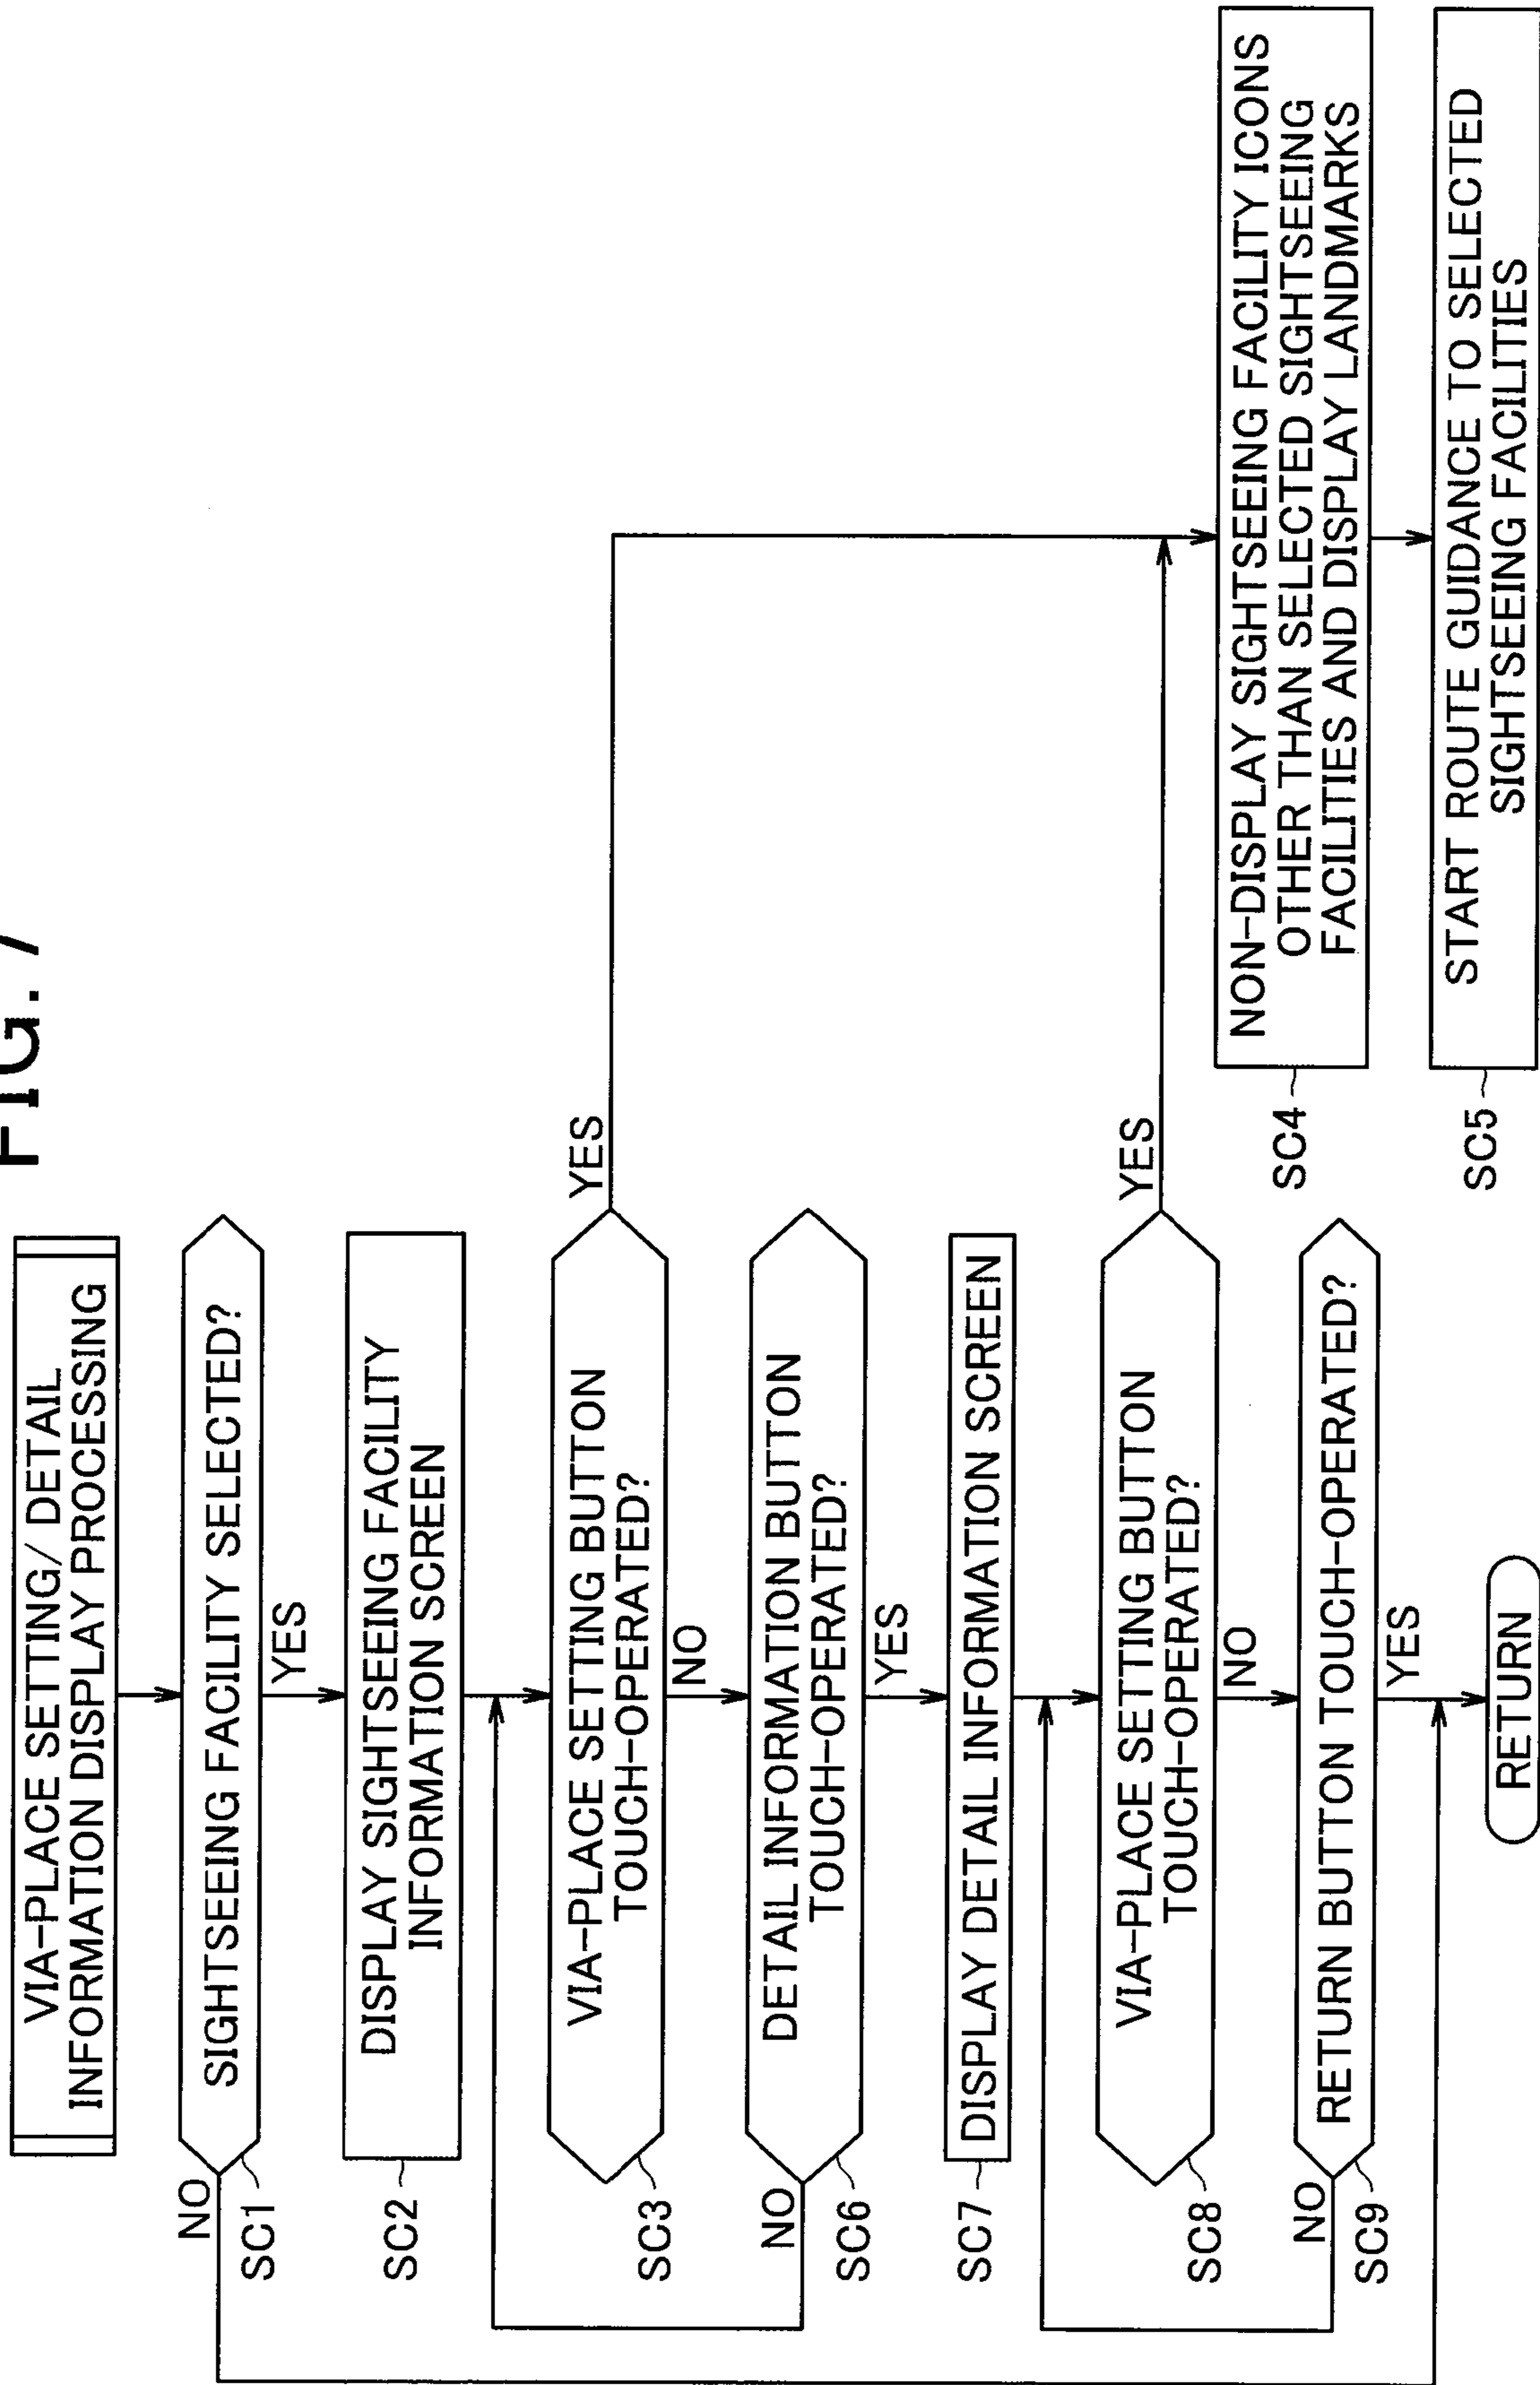 FIG. 7
VIA-PLACE SETTING/ DETAIL
INFORMATION DISPLAY PROCESSING
SIGHTSEEING FACILITY SELECTED?
NO
SC1
YES
DISPLAY SIGHTSEEING FACILITY
INFORMATION SCREEN
SC2
VIA-PLACE SETTING BUTTON
TOUCH-OPERATED?
YES
SC3
NO
DETAIL INFORMATION BUTTON
TOUCH-OPERATED?
NO
SC6
YES
DISPLAY DETAIL INFORMATION SCREEN
SC7
VIA-PLACE SETTING BUTTON
TOUCH-OPERATED?
YES
SC8
NO
RETURN BUTTON TOUCH-OPERATED?
NO
SC9
YES
RETURN
NON-DISPLAY SIGHTSEEING FACILITY ICONS
OTHER THAN SELECTED SIGHTSEEING
FACILITIES AND DISPLAY LANDMARKS
SC4
START ROUTE GUIDANCE TO SELECTED
SIGHTSEEING FACILITIES
SC5